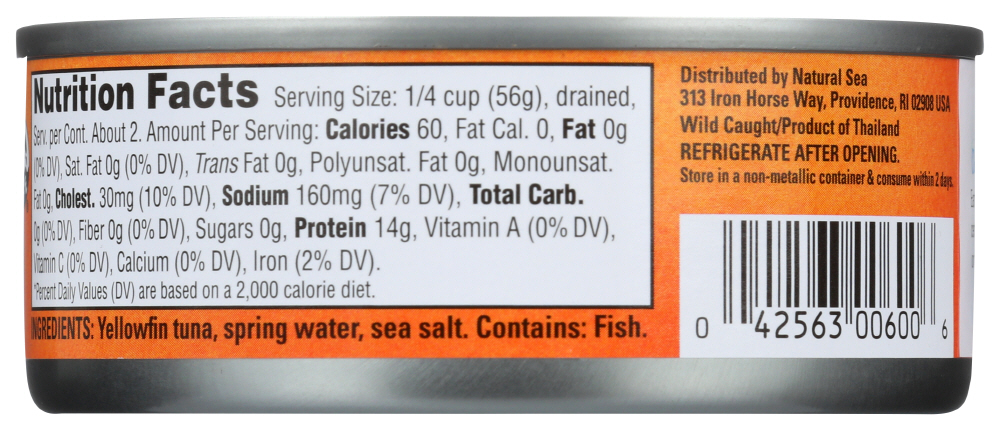 Nutrition Facts Serving Size: 1/4 cup (56g), drained,
Serv. per Cont. About 2. Amount Per Serving: Calories 60, Fat Cal. 0, Fat 0g
(0% DV), Sat. Fat 0g (0% DV), Trans Fat 0g, Polyunsat. Fat 0g, Monounsat.
Fat 0g, Cholest. 30mg (10% DV), Sodium 160mg (7% DV), Total Carb.
0g (0% DV), Fiber 0g (0% DV), Sugars 0g, Protein 14g, Vitamin A (0% DV),
Vitamin C (0% DV), Calcium (0% DV), Iron (2% DV).
*Percent Daily Values (DV) are based on a 2,000 calorie diet.
INGREDIENTS: Yellowfin tuna, spring water, sea salt. Contains: Fish.
Distributed by Natural Sea
313 Iron Horse Way, Providence, RI 02908 USA
Wild Caught/Product of Thailand
REFRIGERATE AFTER OPENING.
Store in a non-metallic container & consume within 2 days.
0 42563 00600 6